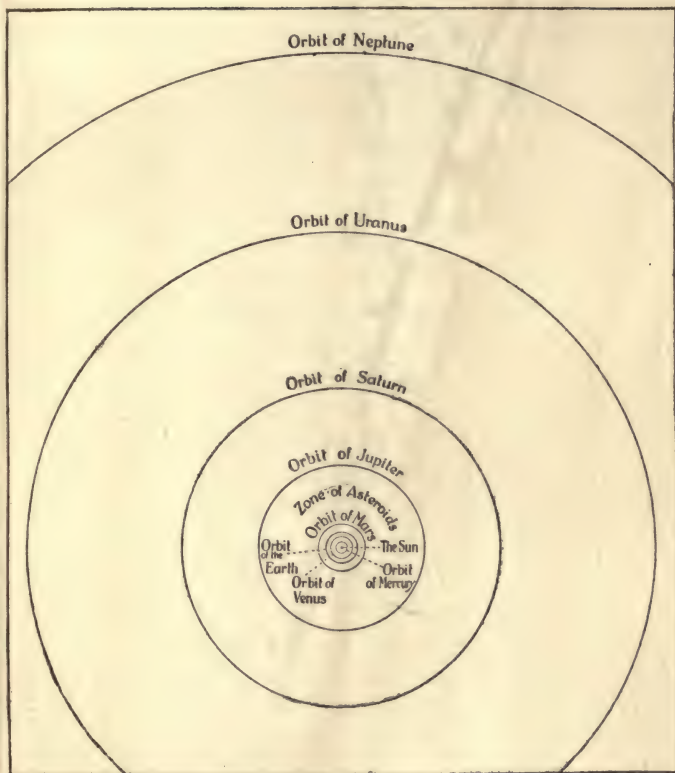 Orbit of Neptune
Orbit of Uranus
Orbit of Saturn
Orbit of Jupiter
Zone of Asteroids
Orbit of Mars
Orbit
of the
Earth
The Sun
Orbit of
Venus
Orbit
of Mercury